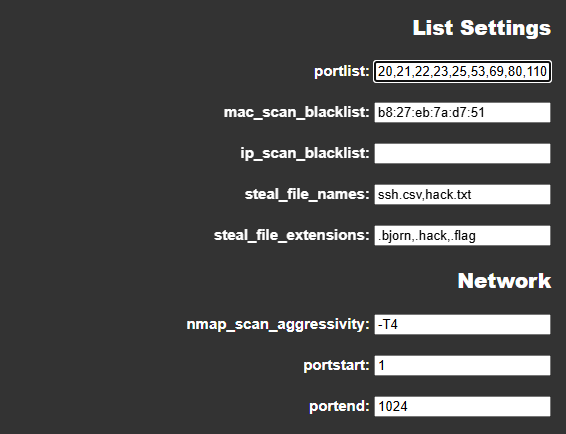 List Settings
portlist: 20,21,22,23,25,53,69,80,110
mac_scan_blacklist: b8:27:eb:7a:d7:51
ip_scan_blacklist:
steal_file_names: ssh.csv,hack.txt
steal_file_extensions: .bjorn,.hack,.flag
Network
nmap_scan_aggressivity: -T4
portstart: 1
portend: 1024